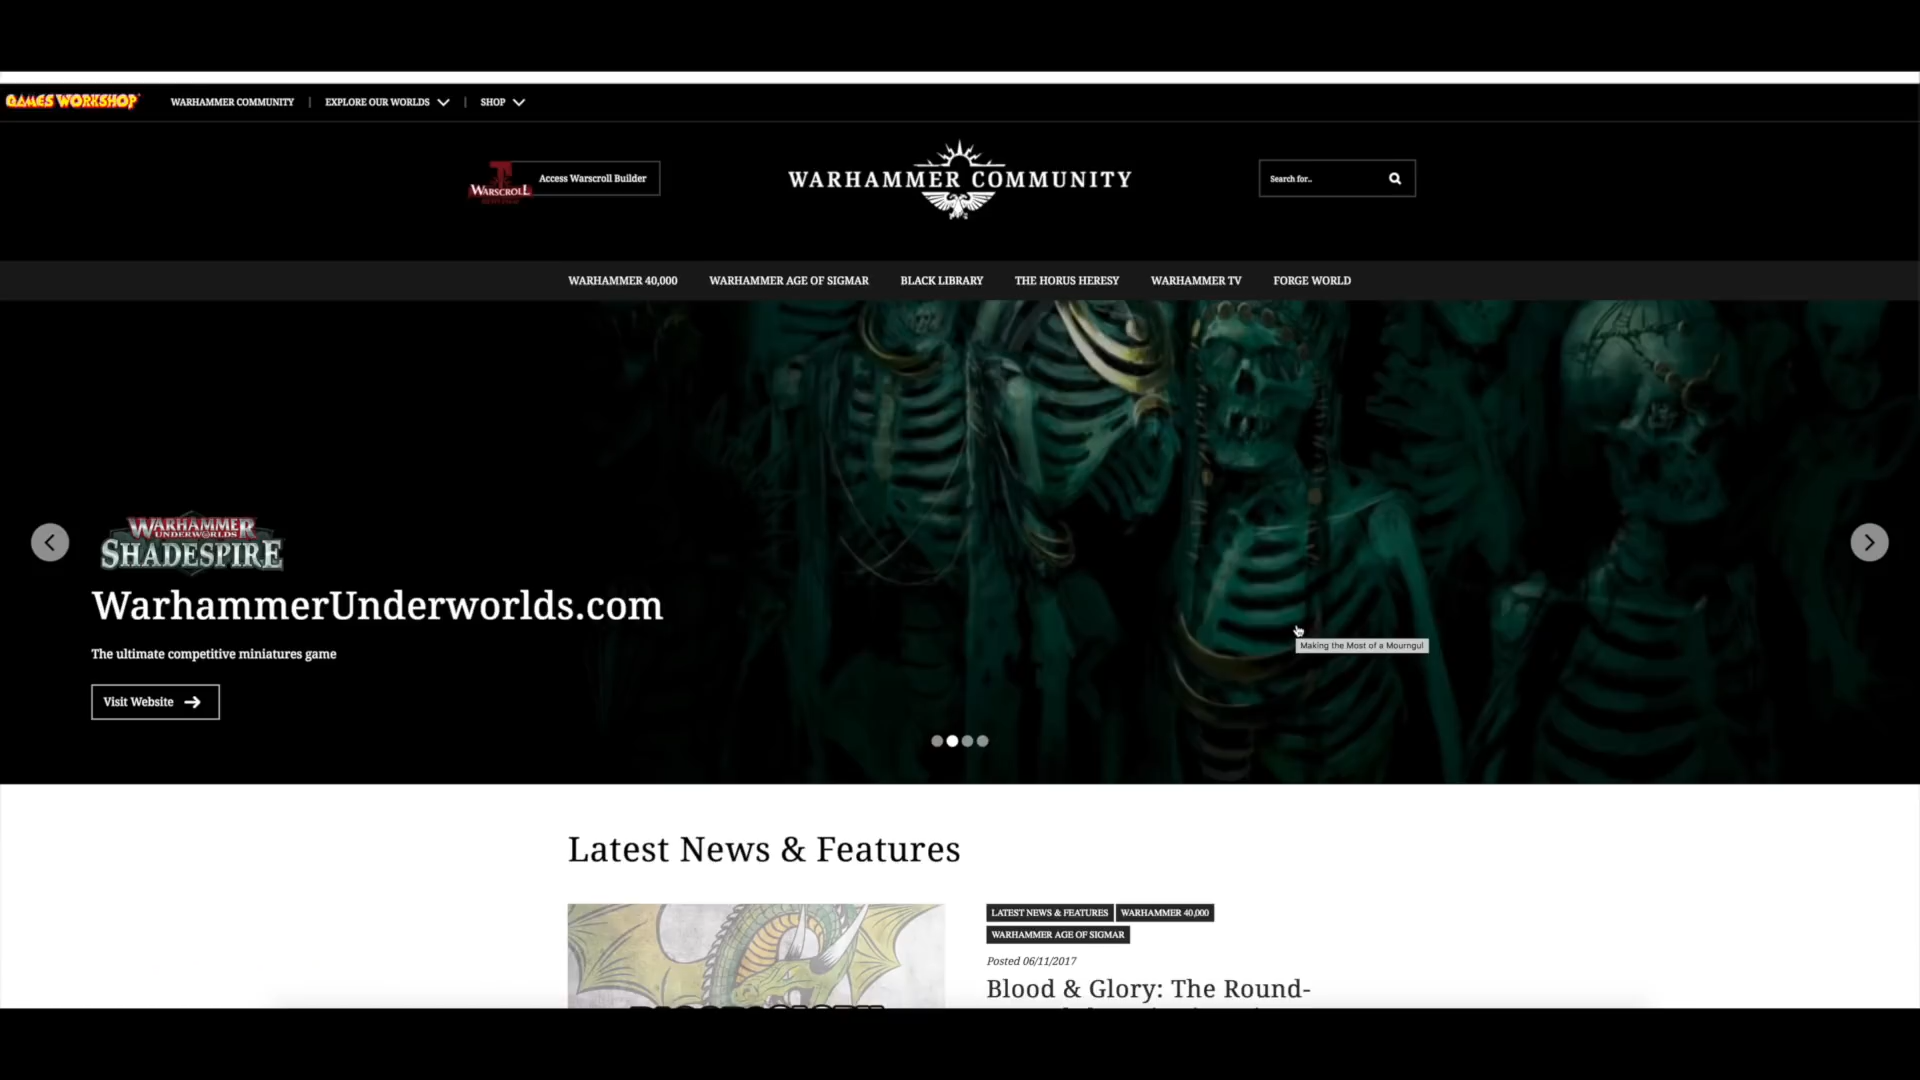 GAMES WORKSHOP
WARHAMMER COMMUNITY | EXPLORE OUR WORLDS | SHOP
WARSCROLL
Access Warscroll Builder
WARHAMMER COMMUNITY
Search for..
WARHAMMER 40,000 WARHAMMER AGE OF SIGMAR BLACK LIBRARY THE HORUS HERESY WARHAMMER TV FORGE WORLD
WARHAMMER
UNDERWORLDS
SHADESPIRE
WarhammerUnderworlds.com
The ultimate competitive miniatures game
Making the Most of a Mourngul
Visit Website
Latest News & Features
LATEST NEWS & FEATURES WARHAMMER 40,000
WARHAMMER AGE OF SIGMAR
Posted 06/11/2017
Blood & Glory: The Round-